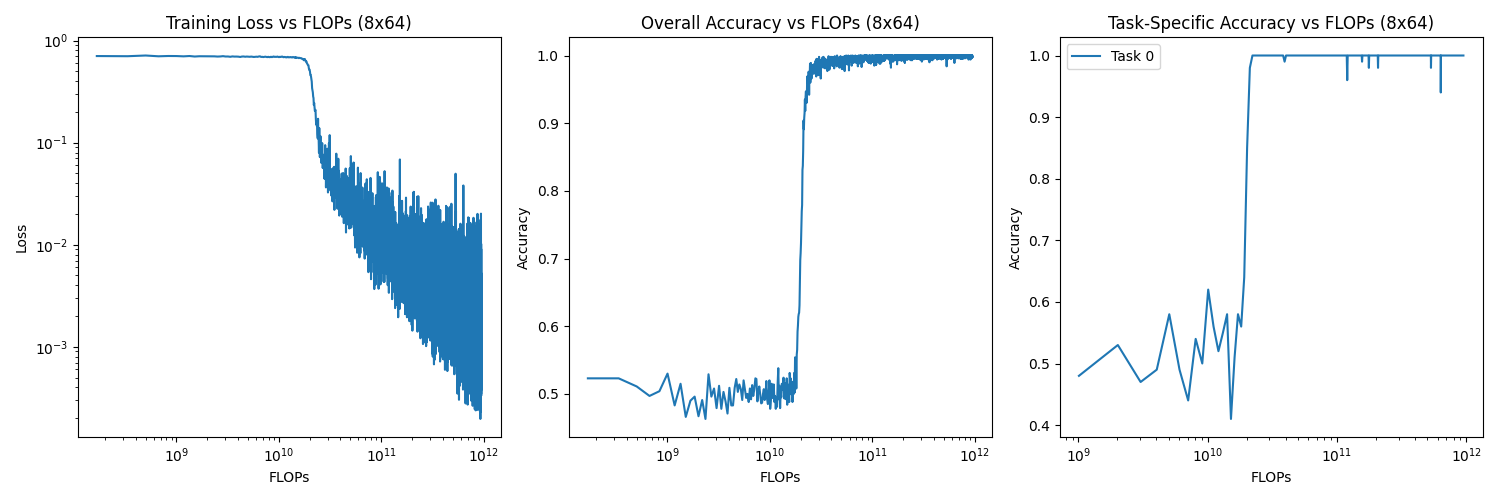 Training Loss vs FLOPs (8x64)
10⁰
10⁻¹
10⁻²
10⁻³
Loss
10⁹ 10¹⁰ 10¹¹ 10¹²
FLOPs
Overall Accuracy vs FLOPs (8x64)
1.0
0.9
0.8
0.7
0.6
0.5
Accuracy
10⁹ 10¹⁰ 10¹¹ 10¹²
FLOPs
Task-Specific Accuracy vs FLOPs (8x64)
Task 0
1.0
0.9
0.8
0.7
0.6
0.5
0.4
Accuracy
10⁹ 10¹⁰ 10¹¹ 10¹²
FLOPs